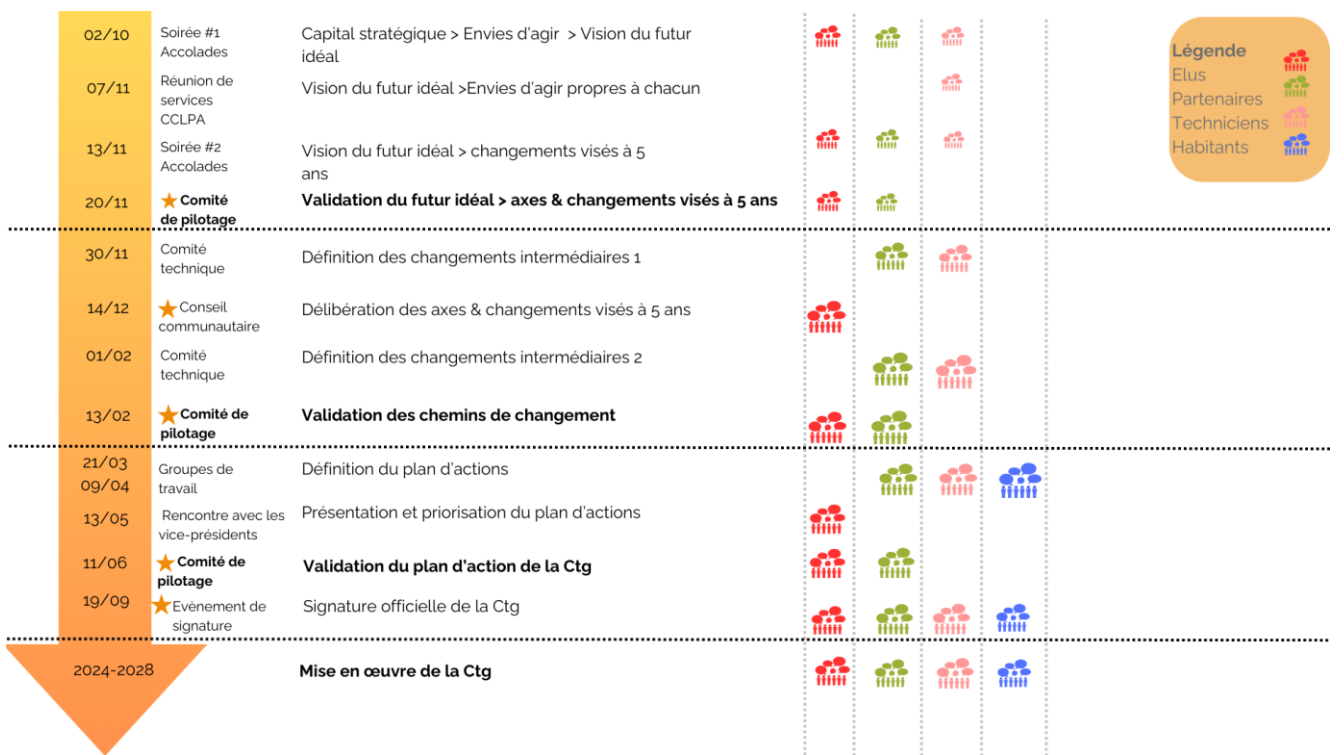 02/10
Soirée #1
Accolades
Capital stratégique > Envies d'agir > Vision du futur
idéal
07/11
Réunion de
services
CCLPA
Vision du futur idéal >Envies d'agir propres à chacun
13/11
Soirée #2
Accolades
Vision du futur idéal > changements visés à 5
ans
20/11
Comité
de pilotage
Validation du futur idéal > axes & changements visés à 5 ans
30/11
Comité
technique
Définition des changements intermédiaires 1
14/12
Conseil
communautaire
Délibération des axes & changements visés à 5 ans
01/02
Comité
technique
Définition des changements intermédiaires 2
13/02
Comité de
pilotage
Validation des chemins de changement
21/03
09/04
Groupes de
travail
Définition du plan d'actions
13/05
Rencontre avec les
vice-présidents
Présentation et priorisation du plan d'actions
11/06
Comité de
pilotage
Validation du plan d'action de la Ctg
19/09
Evènement de
signature
Signature officielle de la Ctg
2024-2028
Mise en œuvre de la Ctg
Légende
Elus
Partenaires
Techniciens
Habitants